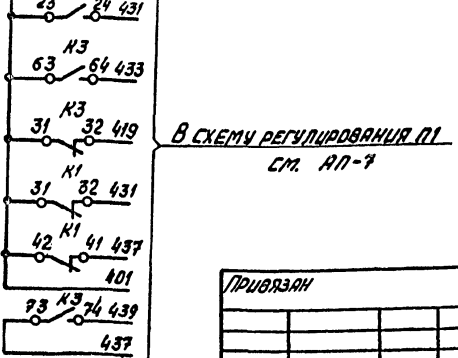 23 24 431
К3
63 64 433
К3
31 32 419
К1
31 32 431
К1
42 41 437
401
К3
73 74 439
437
В СХЕМУ РЕГУЛИРОВАНИЯ П1
СМ. АП-7
ПРИВЯЗАН